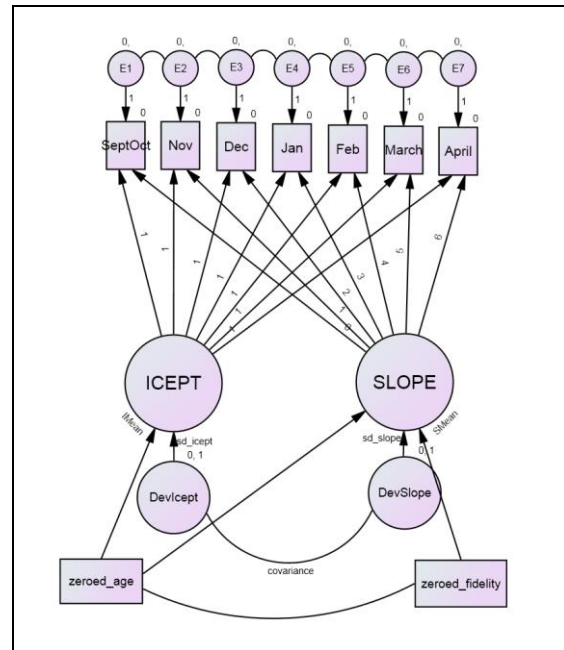 0, 0, 0, 0, 0, 0, 0,
E1 E2 E3 E4 E5 E6 E7
1 1 1 1 1 1 1
0 0 0 0 0 0 0
SeptOct Nov Dec Jan Feb March April
1 1 1 1 1 1 1
0 1 2 3 4 5 6
ICEPT SLOPE
IMean SMean
sd_icept sd_slope
0, 1 0, 1
DevIcept DevSlope
covariance
zeroed_age zeroed_fidelity